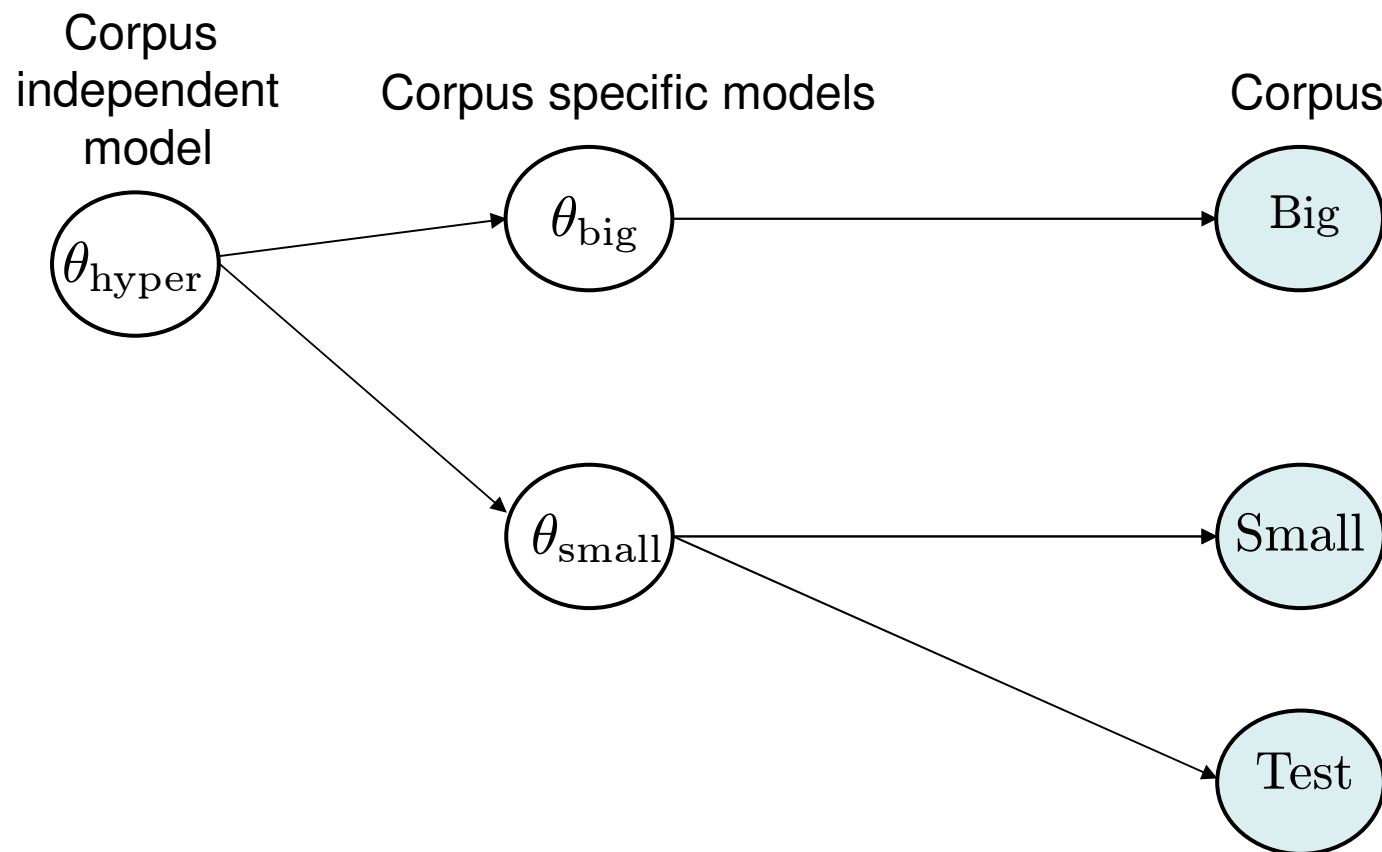 Corpus
independent
model
Corpus specific models
Corpus
θhyper
θbig
Big
θsmall
Small
Test